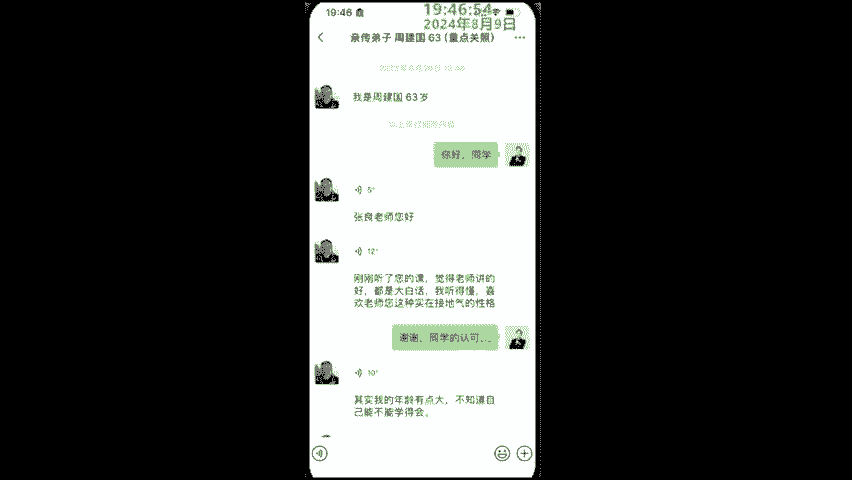 19:46
19:46:54
2024年8月9日
亲传弟子 周建国 63 (重点关照)
我是周建国 63岁
你好，同学
6"
张良老师您好
12"
刚刚听了您的课，觉得老师讲的
好，都是大白话，我听得懂，喜
欢老师您这种实在接地气的性格
谢谢，同学的认可...
10"
其实我的年龄有点大，不知道自
己能不能学得会。